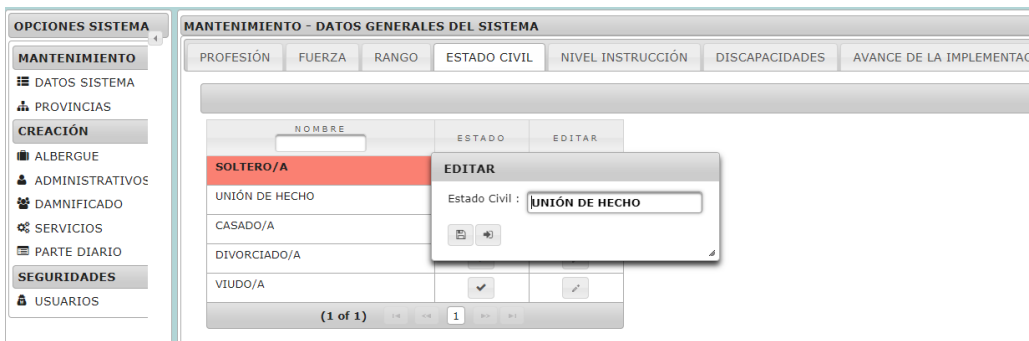 OPCIONES SISTEMA
MANTENIMIENTO
DATOS SISTEMA
PROVINCIAS
CREACIÓN
ALBERGUE
ADMINISTRATIVOS
DAMNIFICADO
SERVICIOS
PARTE DIARIO
SEGURIDADES
USUARIOS
MANTENIMIENTO - DATOS GENERALES DEL SISTEMA
PROFESIÓN FUERZA RANGO ESTADO CIVIL NIVEL INSTRUCCIÓN DISCAPACIDADES AVANCE DE LA IMPLEMENTAC
NOMBRE ESTADO EDITAR
SOLTERO/A
UNIÓN DE HECHO
CASADO/A
DIVORCIADO/A
VIUDO/A
(1 of 1) 1
EDITAR
Estado Civil : UNIÓN DE HECHO